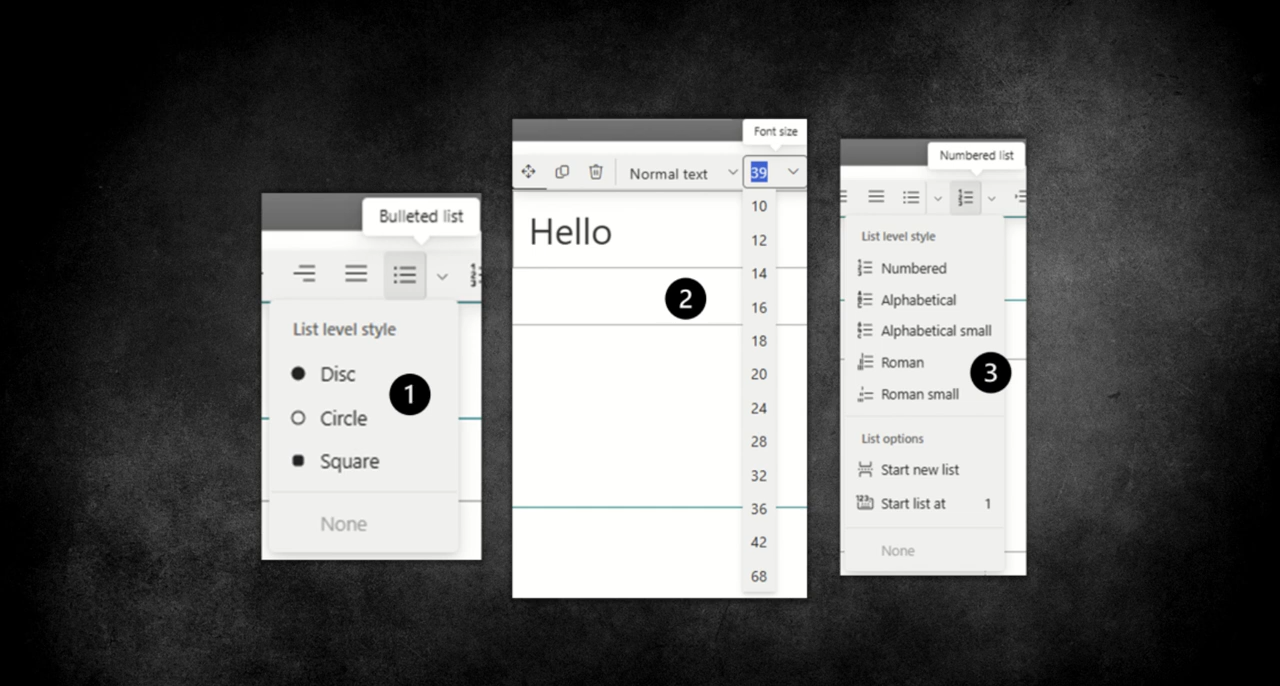 Bulleted list
List level style
Disc
1
Circle
Square
None
Font size
Normal text
39
10
Hello
12
14
2
16
18
20
24
28
32
36
42
68
Numbered list
List level style
Numbered
Alphabetical
Alphabetical small
Roman
3
Roman small
List options
Start new list
Start list at 1
None